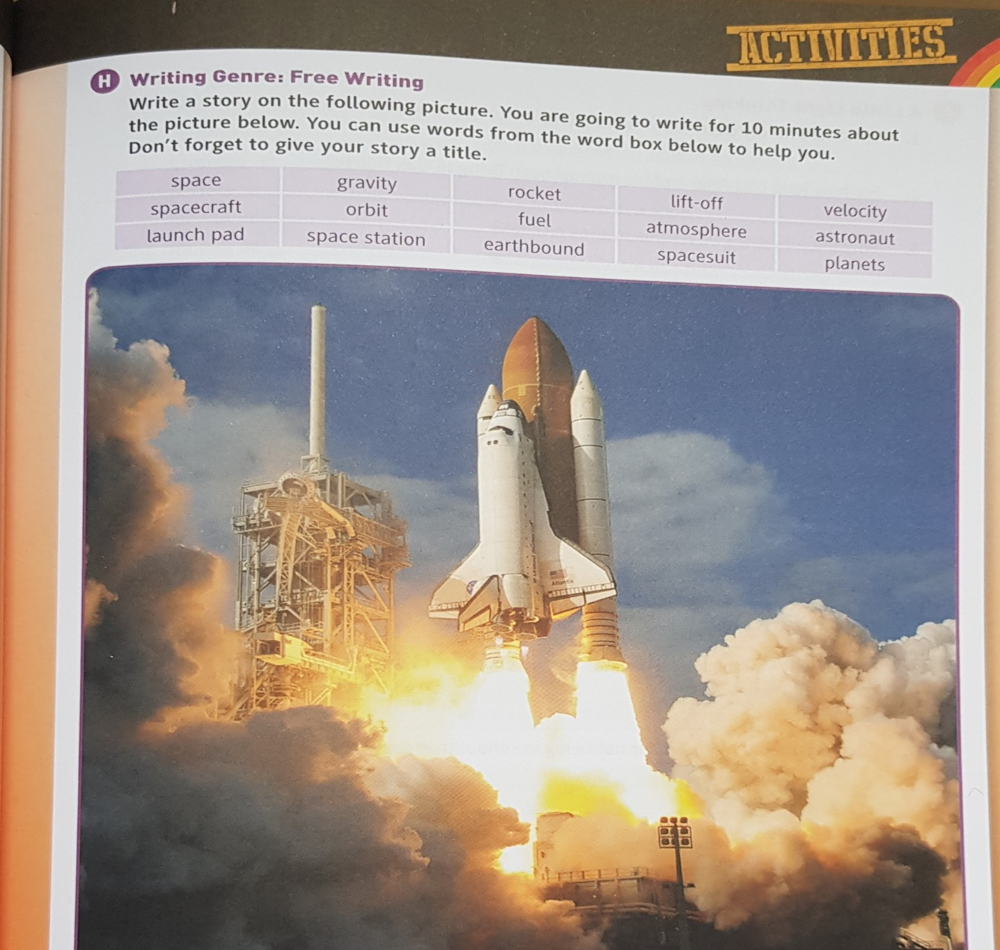 ACTIVITIES
H Writing Genre: Free Writing
Write a story on the following picture. You are going to write for 10 minutes about
the picture below. You can use words from the word box below to help you.
Don't forget to give your story a title.
space gravity rocket lift-off velocity
spacecraft orbit fuel atmosphere astronaut
launch pad space station earthbound spacesuit planets
Atlantis